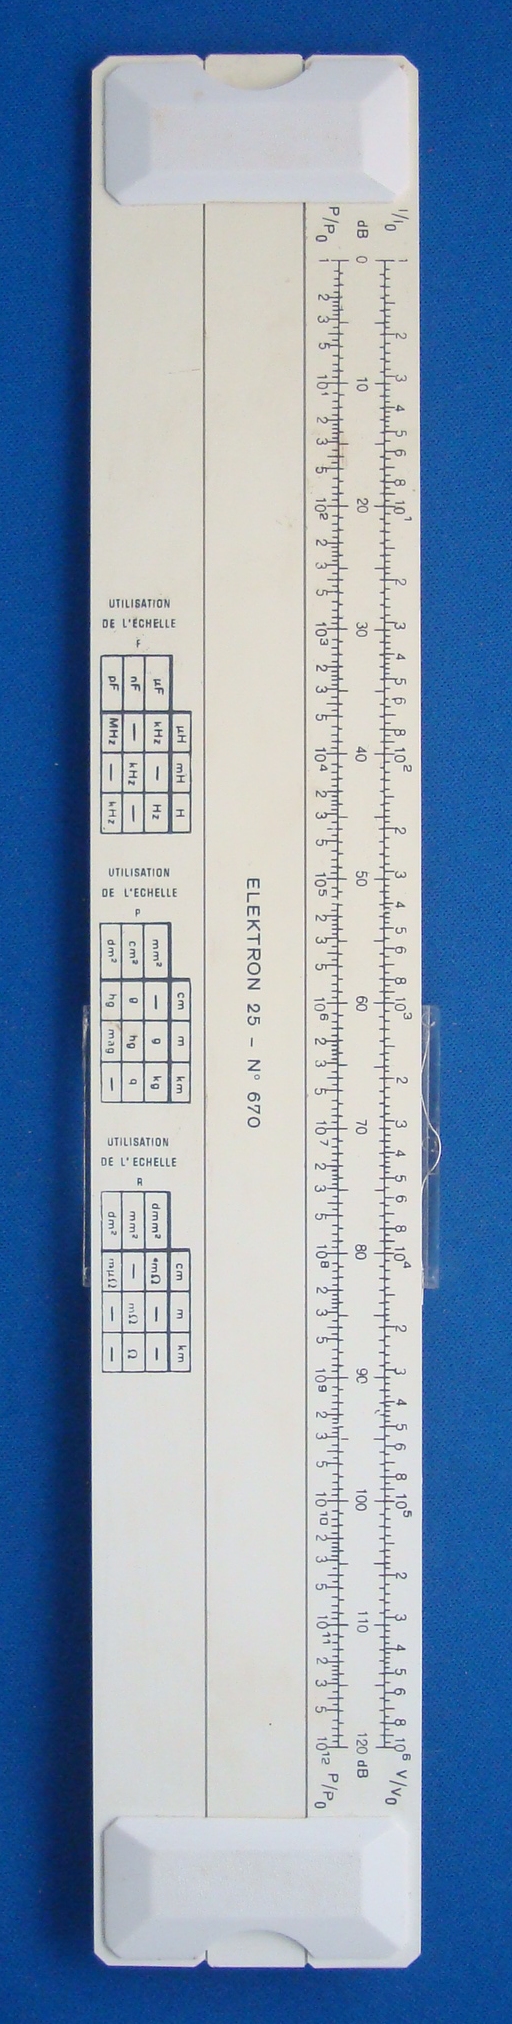 I/I₀
1 2 3 4 5 6 8 10¹ 2 3 4 5 6 8 10² 2 3 4 5 6 8 10³ 2 3 4 5 6 8 10⁴ 2 3 4 5 6 8 10⁵ 2 3 4 5 6 8 10⁶ V/V₀
dB 0 10 20 30 40 50 60 70 80 90 100 110 120 dB
P/P₀ 1 2 3 5 10¹ 2 3 5 10² 2 3 5 10³ 2 3 5 10⁴ 2 3 5 10⁵ 2 3 5 10⁶ 2 3 5 10⁷ 2 3 5 10⁸ 2 3 5 10⁹ 2 3 5 10¹⁰ 2 3 5 10¹¹ 2 3 5 10¹² P/P₀
ELEKTRON 25 – N° 670
UTILISATION
DE L'ÉCHELLE
F
µH mH H
µF kHz — Hz
nF — kHz —
pF MHz — kHz
UTILISATION
DE L'ECHELLE
P
cm m km
mm² — g kg
cm² g hg q
dm² hg mag —
UTILISATION
DE L'ECHELLE
R
cm m km
dmm² mΩ — —
mm² — mΩ Ω
dm² mµΩ — —